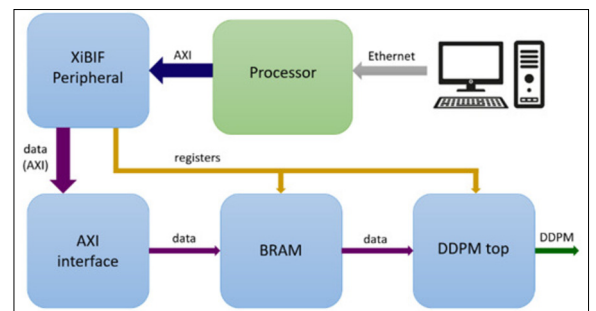 XiBIF
Peripheral
AXI
Processor
Ethernet
data
(AXI)
registers
AXI
interface
data
BRAM
data
DDPM top
DDPM